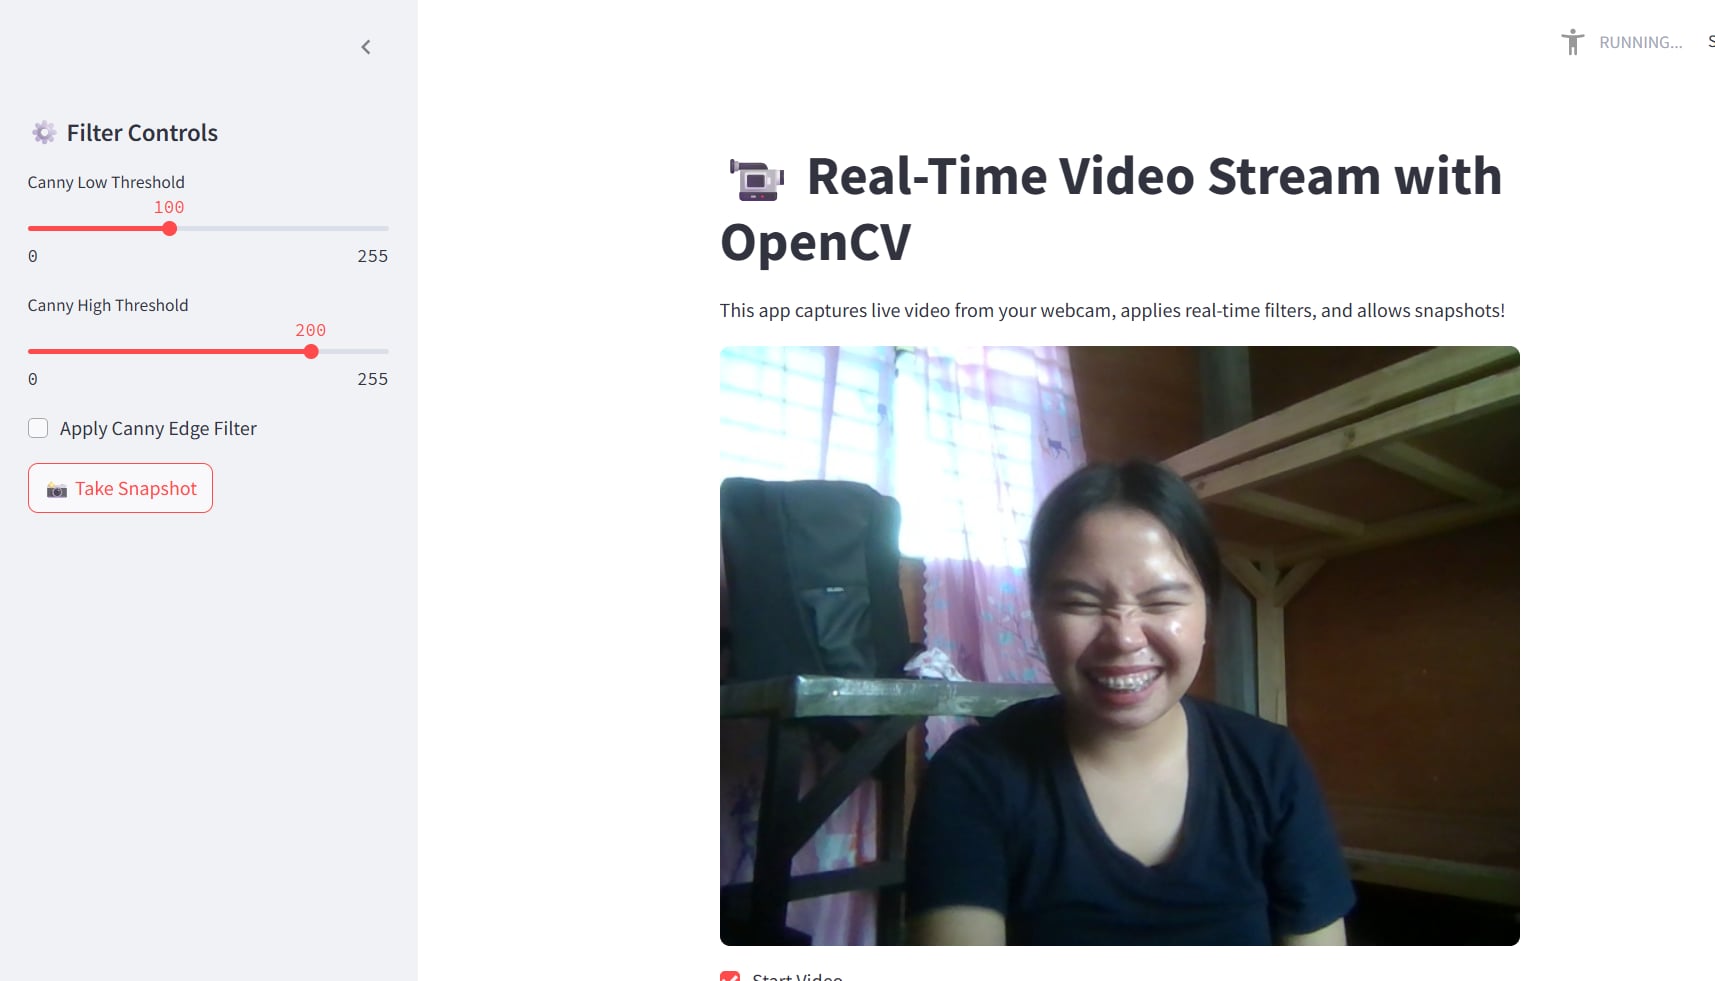 RUNNING...
Filter Controls
Canny Low Threshold
100
0 255
Canny High Threshold
200
0 255
Apply Canny Edge Filter
Take Snapshot
Real-Time Video Stream with
OpenCV
This app captures live video from your webcam, applies real-time filters, and allows snapshots!
Start Video